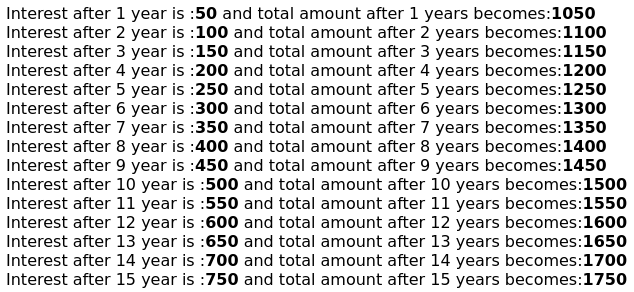 Interest after 1 year is :50 and total amount after 1 years becomes:1050
Interest after 2 year is :100 and total amount after 2 years becomes:1100
Interest after 3 year is :150 and total amount after 3 years becomes:1150
Interest after 4 year is :200 and total amount after 4 years becomes:1200
Interest after 5 year is :250 and total amount after 5 years becomes:1250
Interest after 6 year is :300 and total amount after 6 years becomes:1300
Interest after 7 year is :350 and total amount after 7 years becomes:1350
Interest after 8 year is :400 and total amount after 8 years becomes:1400
Interest after 9 year is :450 and total amount after 9 years becomes:1450
Interest after 10 year is :500 and total amount after 10 years becomes:1500
Interest after 11 year is :550 and total amount after 11 years becomes:1550
Interest after 12 year is :600 and total amount after 12 years becomes:1600
Interest after 13 year is :650 and total amount after 13 years becomes:1650
Interest after 14 year is :700 and total amount after 14 years becomes:1700
Interest after 15 year is :750 and total amount after 15 years becomes:1750